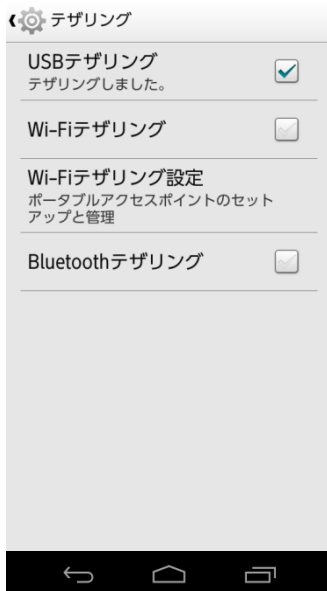 テザリング
USBテザリング
テザリングしました。
Wi-Fiテザリング
Wi-Fiテザリング設定
ポータブルアクセスポイントのセット
アップと管理
Bluetoothテザリング